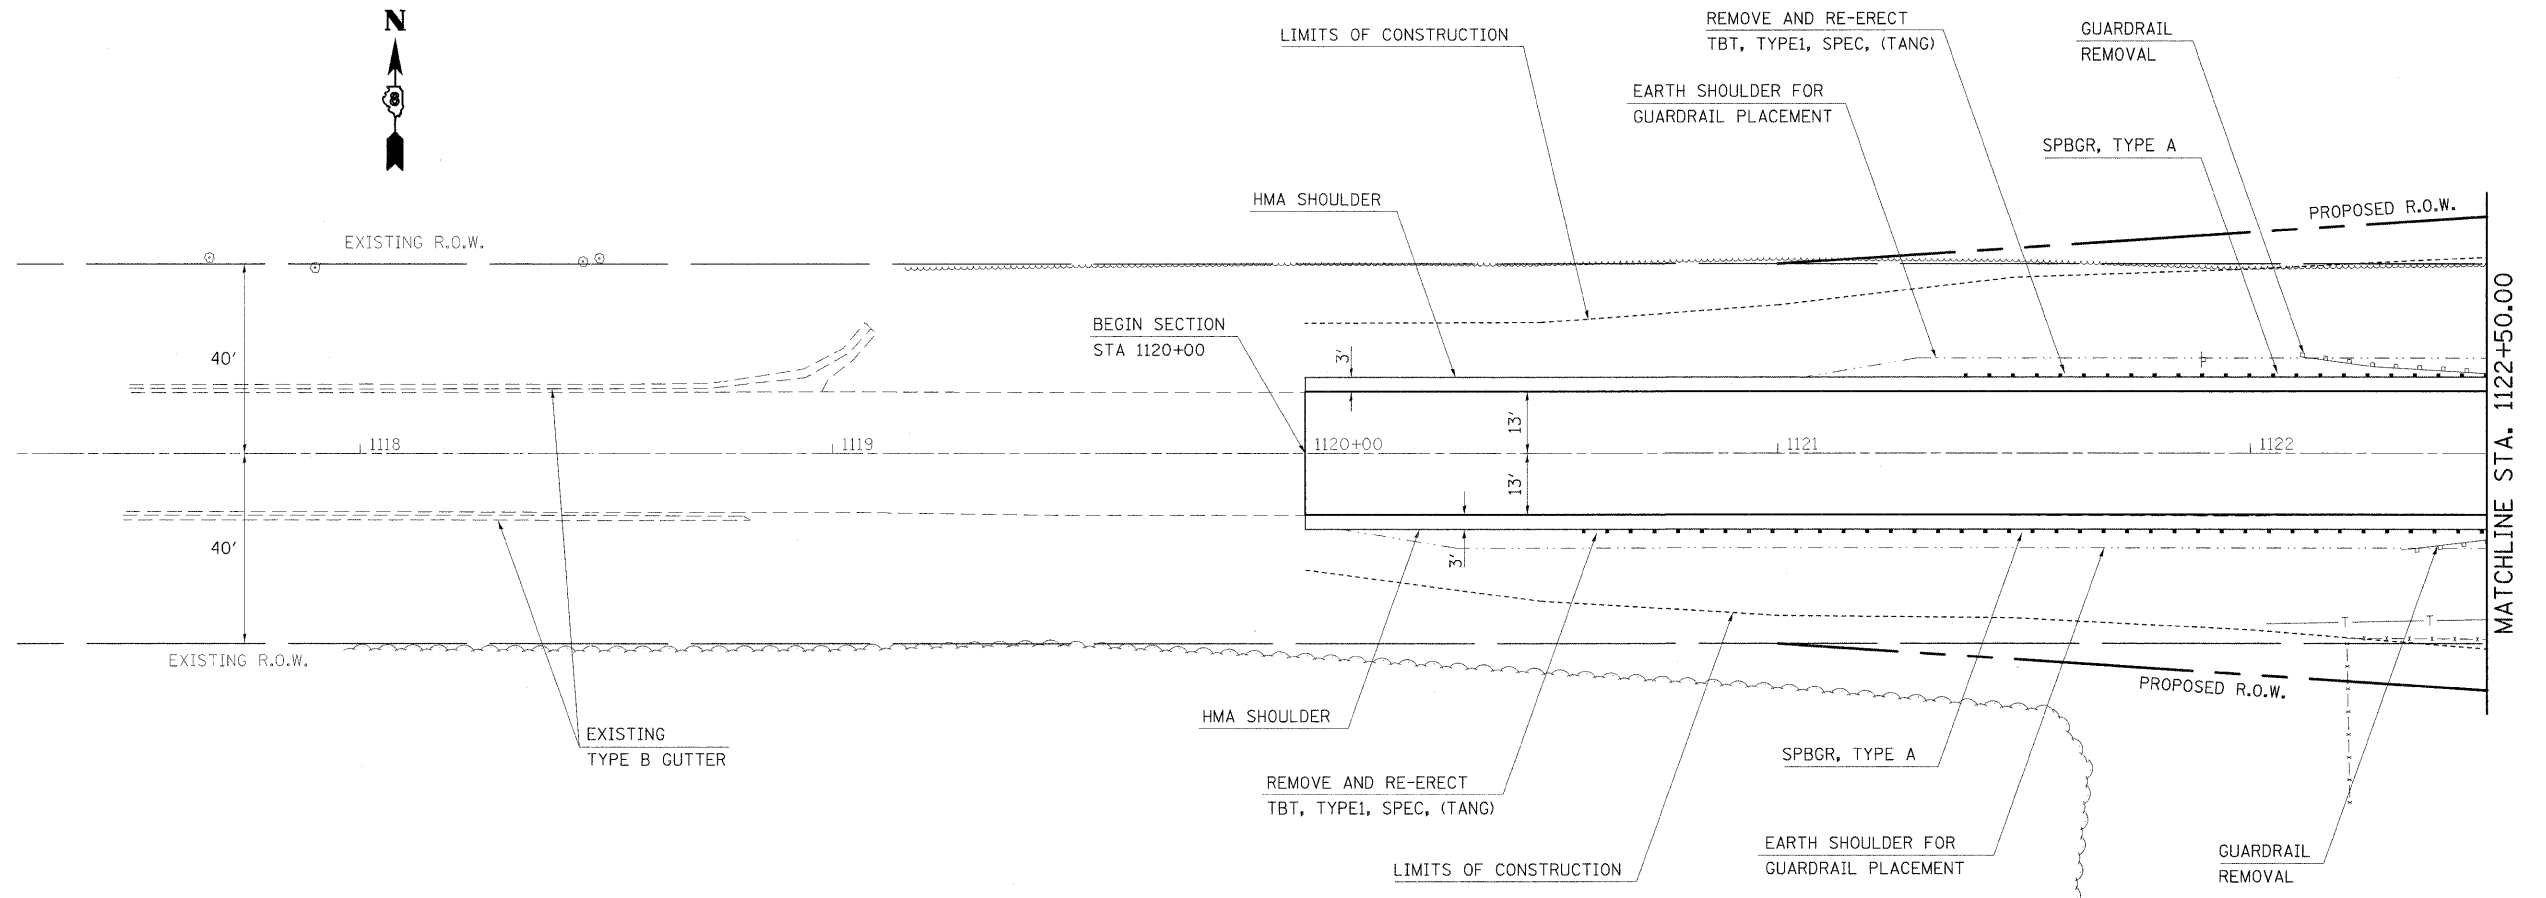 N
8
LIMITS OF CONSTRUCTION
REMOVE AND RE-ERECT
TBT, TYPE1, SPEC, (TANG)
GUARDRAIL
REMOVAL
EARTH SHOULDER FOR
GUARDRAIL PLACEMENT
SPBGR, TYPE A
HMA SHOULDER
PROPOSED R.O.W.
EXISTING R.O.W.
BEGIN SECTION
STA 1120+00
40'
3'
13'
1118
1119
1120+00
1121
1122
13'
40'
3'
MATCHLINE STA. 1122+50.00
EXISTING R.O.W.
PROPOSED R.O.W.
T
T
HMA SHOULDER
EXISTING
TYPE B GUTTER
SPBGR, TYPE A
REMOVE AND RE-ERECT
TBT, TYPE1, SPEC, (TANG)
EARTH SHOULDER FOR
GUARDRAIL PLACEMENT
GUARDRAIL
REMOVAL
LIMITS OF CONSTRUCTION